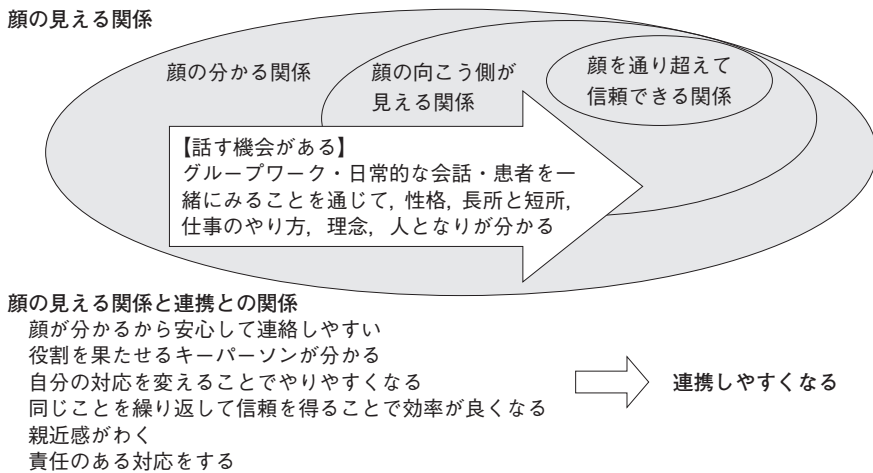 顔の見える関係
顔の分かる関係
顔の向こう側が
見える関係
顔を通り超えて
信頼できる関係
【話す機会がある】
グループワーク・日常的な会話・患者を一
緒にみることを通じて，性格，長所と短所，
仕事のやり方，理念，人となりが分かる
顔の見える関係と連携との関係
顔が分かるから安心して連絡しやすい
役割を果たせるキーパーソンが分かる
自分の対応を変えることでやりやすくなる
同じことを繰り返して信頼を得ることで効率が良くなる
親近感がわく
責任のある対応をする
連携しやすくなる